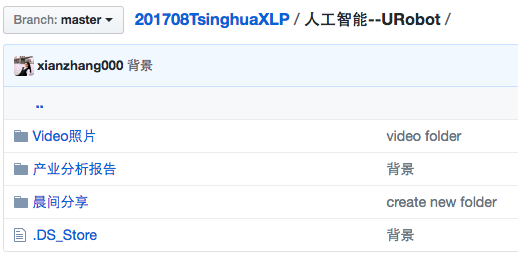 Branch: master 201708TsinghuaXLP / 人工智能--URobot /
xianzhang000 背景
..
Video照片 video folder
产业分析报告 背景
晨间分享 create new folder
.DS_Store 背景